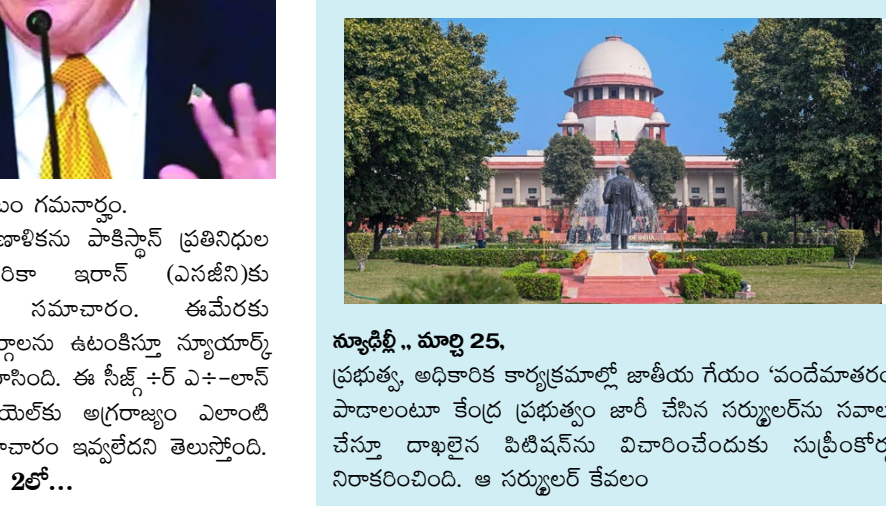 టం గమనార్హం.
ణాళికను పాకిస్థాన్ ప్రతినిధుల
రికా ఇరాన్ (ఎసజీని)కు
సమాచారం. ఈమేరకు
ర్గాలను ఉటంకిస్తూ న్యూయార్క్
రాసింది. ఈ సీజ్ద్ ÷ర్ ఎ÷–లాన్
యెల్‌కు అగ్రరాజ్యం ఎలాంటి
చారం ఇవ్వలేదని తెలుస్తోంది.
2లో...
న్యూఢిల్లీ ,, మార్చి 25,
ప్రభుత్వ, అధికారిక కార్యక్రమాల్లో జాతీయ గేయం ‘వందేమాతరం
పాడాలంటూ కేంద్ర ప్రభుత్వం జారీ చేసిన సర్క్యులర్‌ను సవాల
చేస్తూ దాఖలైన పిటిషన్‌ను విచారించేందుకు సుప్రీంకోర్
నిరాకరించింది. ఆ సర్క్యులర్ కేవలం